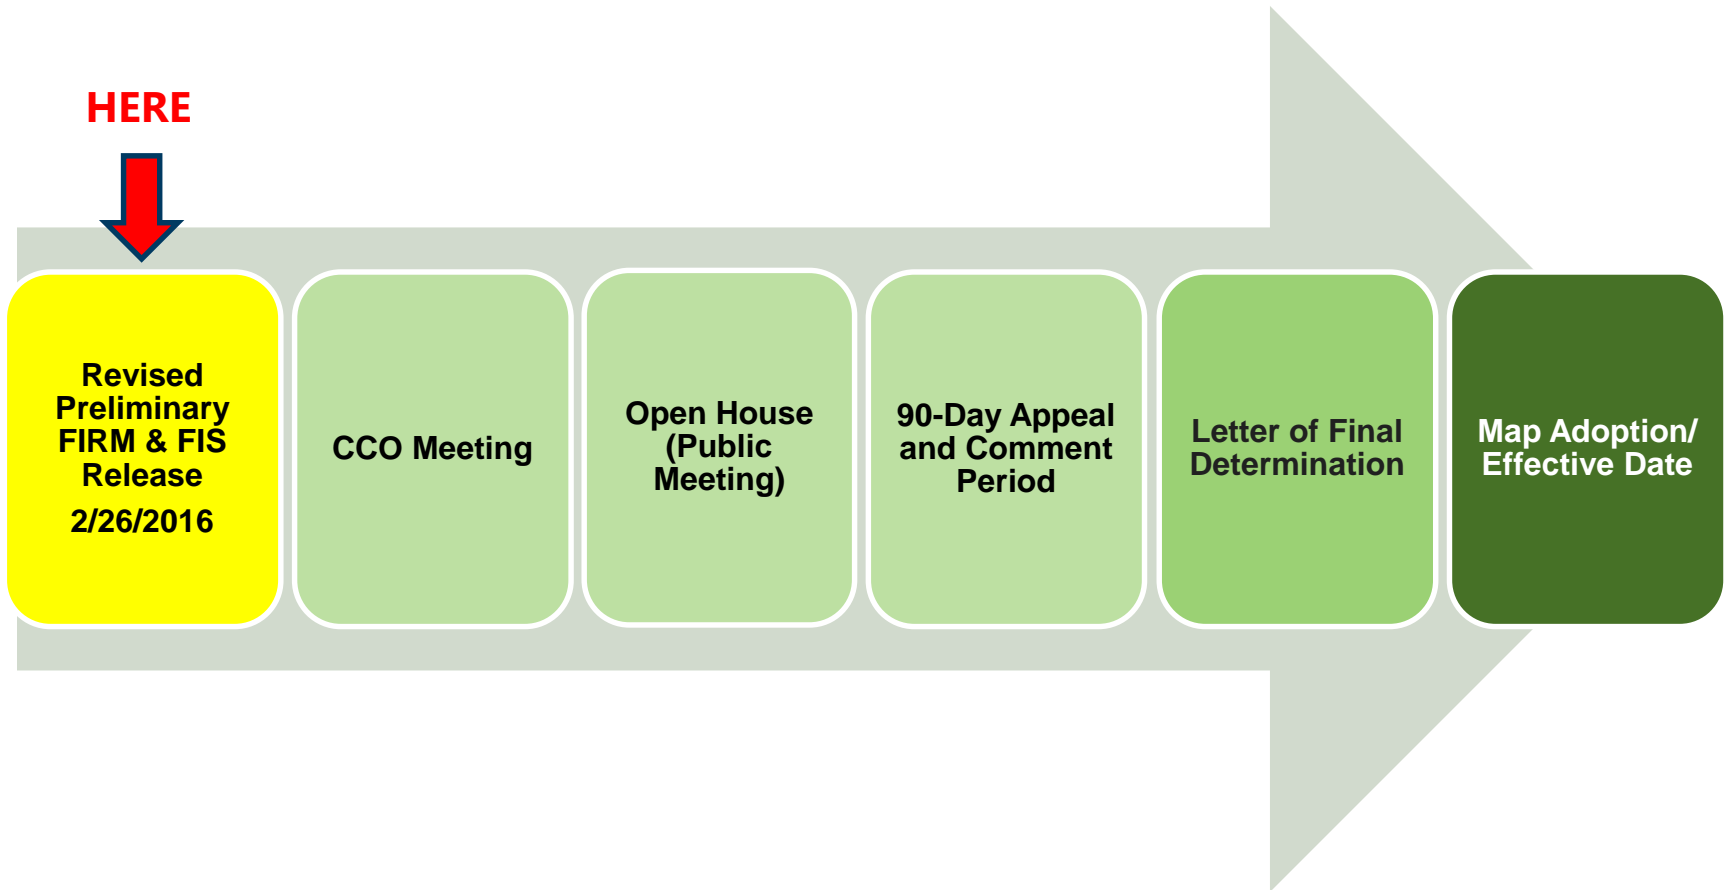 HERE
Revised
Preliminary
FIRM & FIS
Release
2/26/2016
CCO Meeting
Open House
(Public
Meeting)
90-Day Appeal
and Comment
Period
Letter of Final
Determination
Map Adoption/
Effective Date